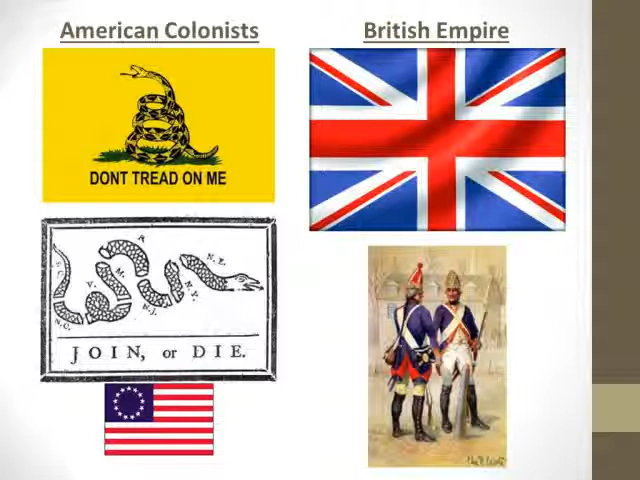 American Colonists
British Empire
DONT TREAD ON ME
S.C.
N.C.
V.
M.
N.J.
N.Y.
N.E.
JOIN, or DIE.